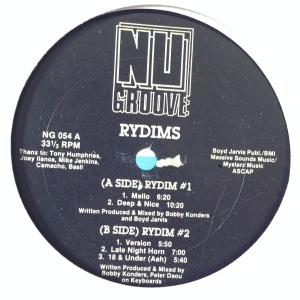 NU
GROOVE
RYDIMS
NG 054 A
33⅓ RPM
Thanx to: Tony Humphries,
Joey llanos, Mike Jenkins,
Camacho, Basil
Boyd Jarvis Publ./BMI
Massive Sounds Music/
Mystarz Music
ASCAP
(A SIDE) RYDIM #1
1. Mello 6:20
2. Deep & Nice 10:20
Written Produced & Mixed by Bobby Konders
and Boyd Jarvis
(B SIDE) RYDIM #2
1. Version 5:50
2. Late Night Horn 7:00
3. 18 & Under (Aah) 5:40
Written Produced & Mixed by
Bobby Konders, Peter Daou
on Keyboards